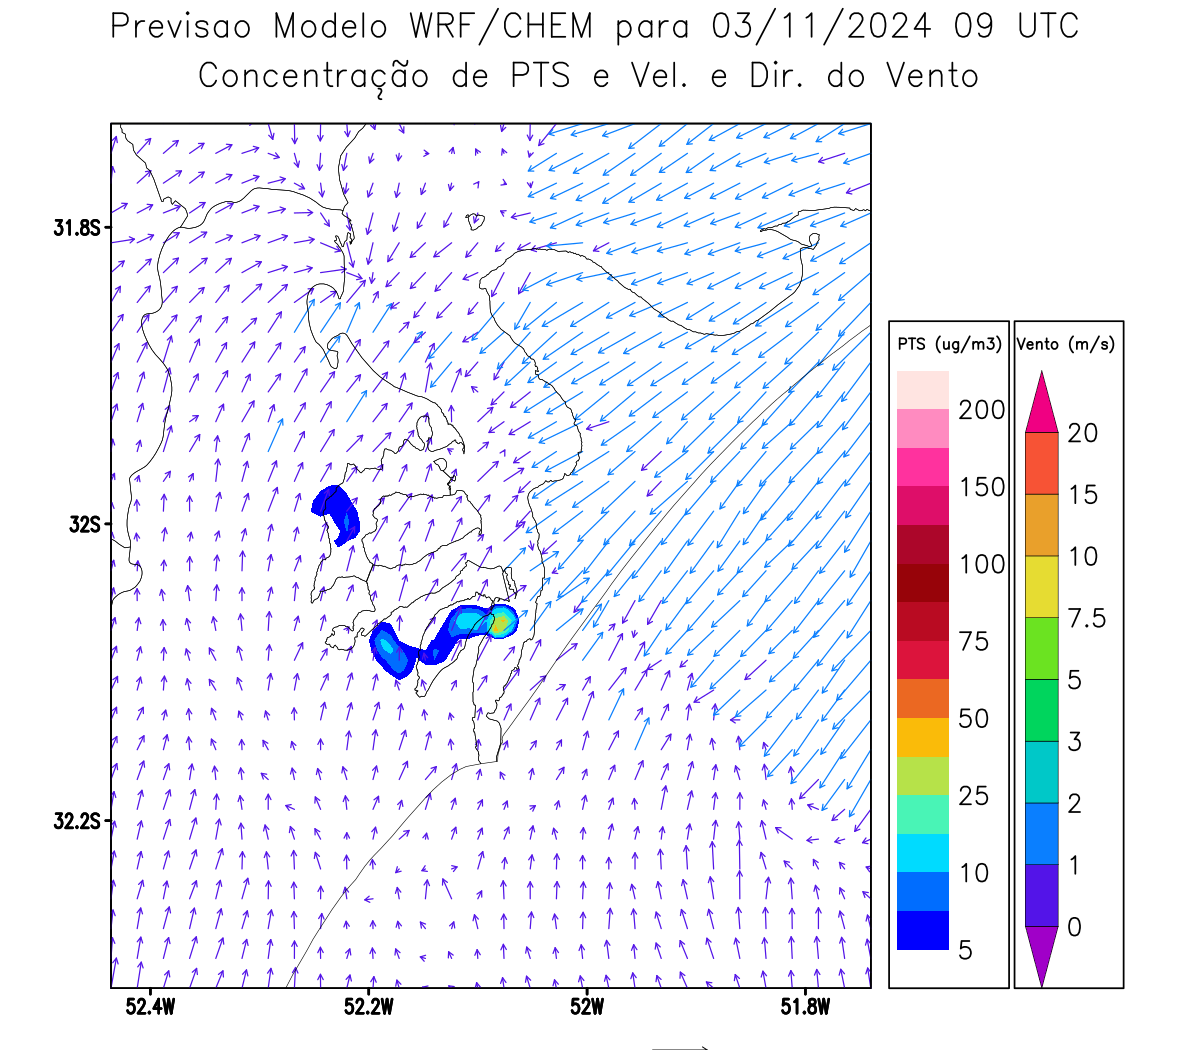 Previsao Modelo WRF/CHEM para 03/11/2024 09 UTC
Concentração de PTS e Vel. e Dir. do Vento
31.8S
32S
32.2S
52.4W 52.2W 52W 51.8W
PTS (ug/m3)
200
150
100
75
50
25
10
5
Vento (m/s)
20
15
10
7.5
5
3
2
1
0